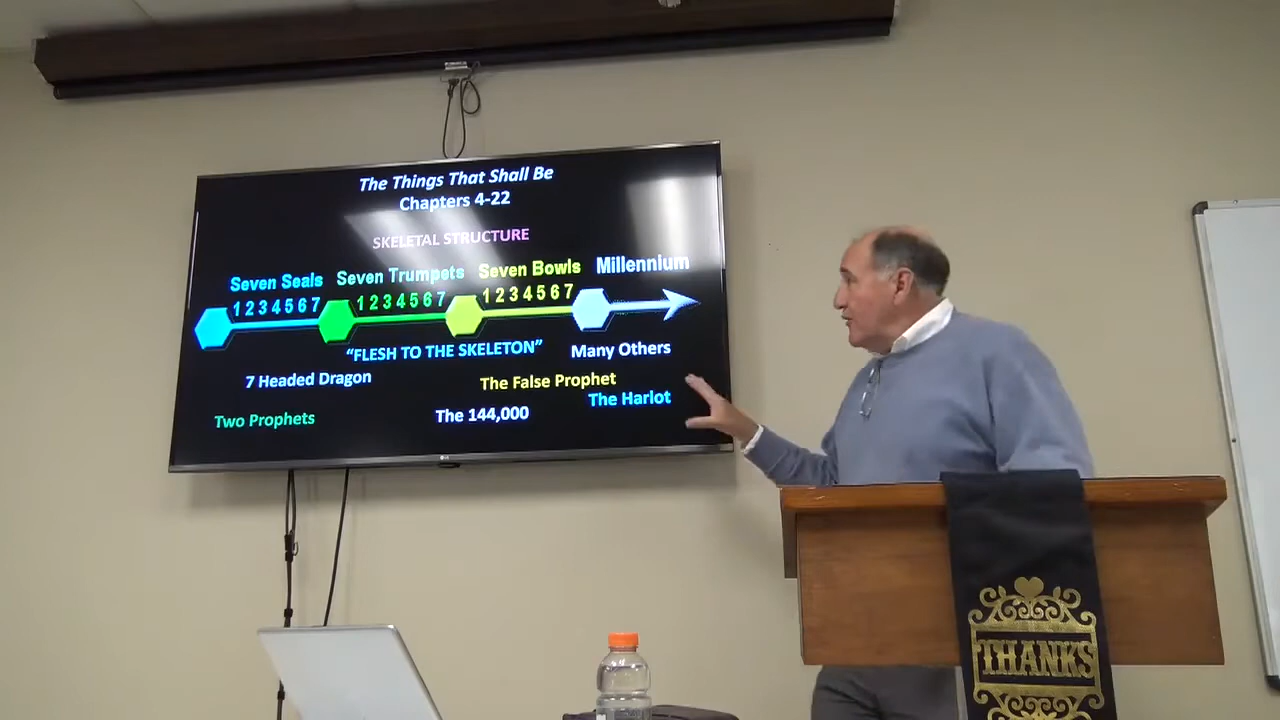 The Things That Shall Be
Chapters 4-22
SKELETAL STRUCTURE
Seven Seals Seven Trumpets Seven Bowls Millennium
1 2 3 4 5 6 7 1 2 3 4 5 6 7 1 2 3 4 5 6 7
"FLESH TO THE SKELETON" Many Others
7 Headed Dragon The False Prophet
The Harlot
Two Prophets The 144,000
THANKS